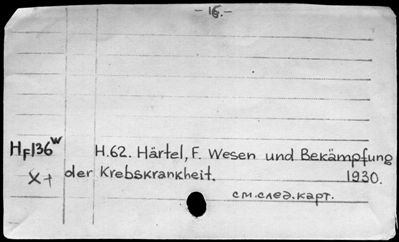 - 16. -
HF136w H.62. Härtel, F. Wesen und Bekämpfung
X+ der Krebskrankheit. 1930.
см.след.карт.